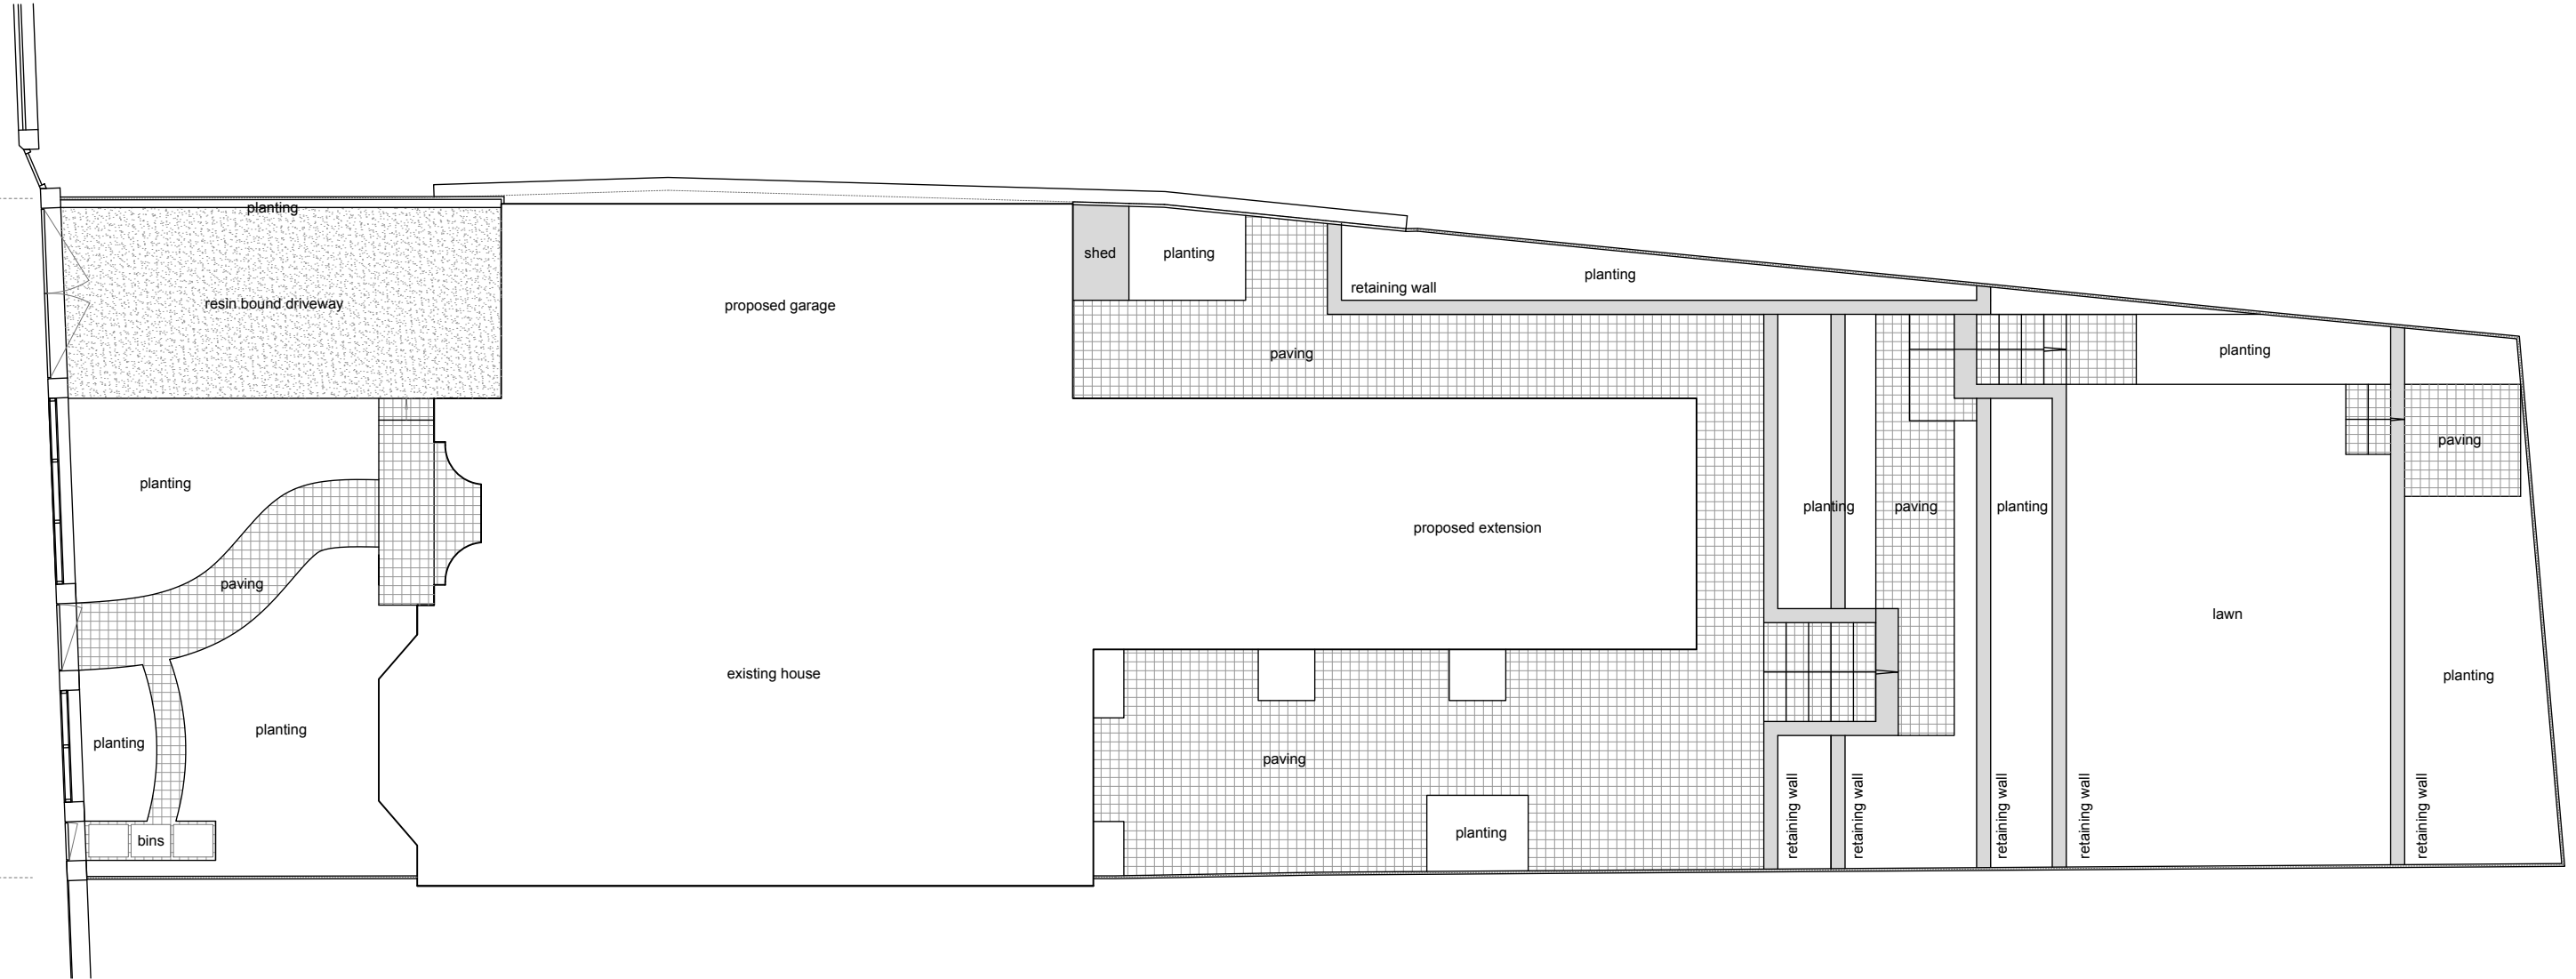 planting
resin bound driveway
planting
paving
planting
planting
bins
proposed garage
existing house
proposed extension
shed
planting
paving
retaining wall
planting
paving
planting
planting
paving
planting
retaining wall
retaining wall
retaining wall
retaining wall
planting
lawn
paving
planting
retaining wall